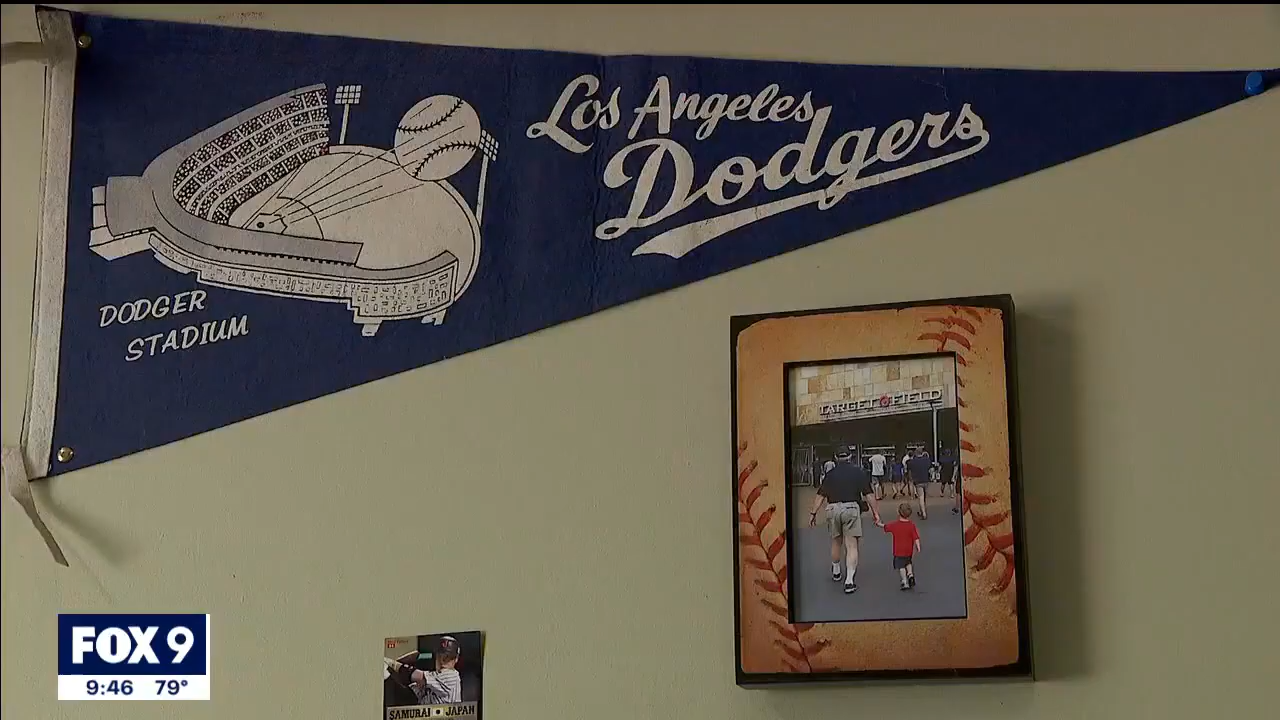 Los Angeles
Dodgers
DODGER
STADIUM
TARGET FIELD
FOX 9
9:46 79°
SAMURAI JAPAN